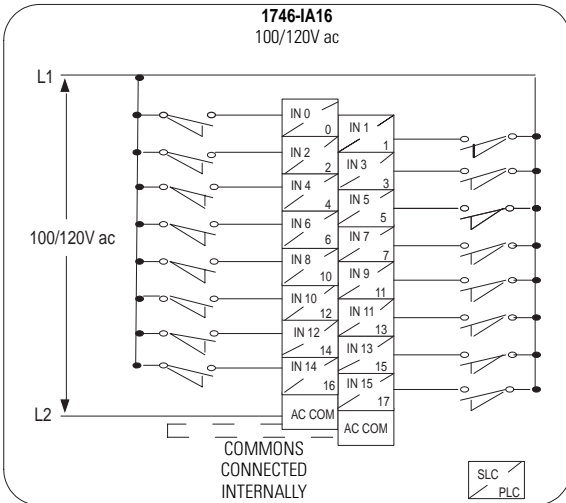 1746-IA16
100/120V ac
L1
IN 0
0
IN 1
1
IN 2
2
IN 3
3
IN 4
4
IN 5
5
IN 6
6
IN 7
7
IN 8
10
IN 9
11
IN 10
12
IN 11
13
IN 12
14
IN 13
15
IN 14
16
IN 15
17
100/120V ac
L2
AC COM
AC COM
COMMONS
CONNECTED
INTERNALLY
SLC
PLC